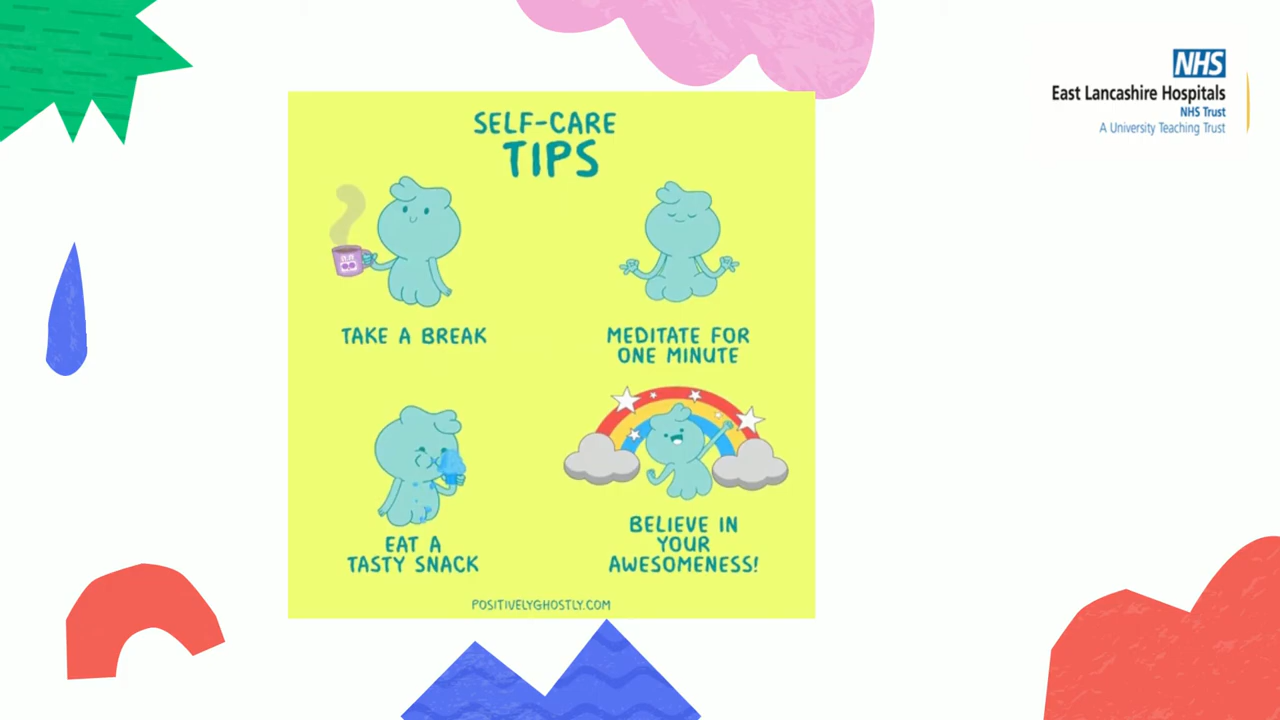 NHS
East Lancashire Hospitals
NHS Trust
A University Teaching Trust
SELF-CARE
TIPS
TAKE A BREAK
MEDITATE FOR
ONE MINUTE
EAT A
TASTY SNACK
BELIEVE IN
YOUR
AWESOMENESS!
POSITIVELYGHOSTLY.COM